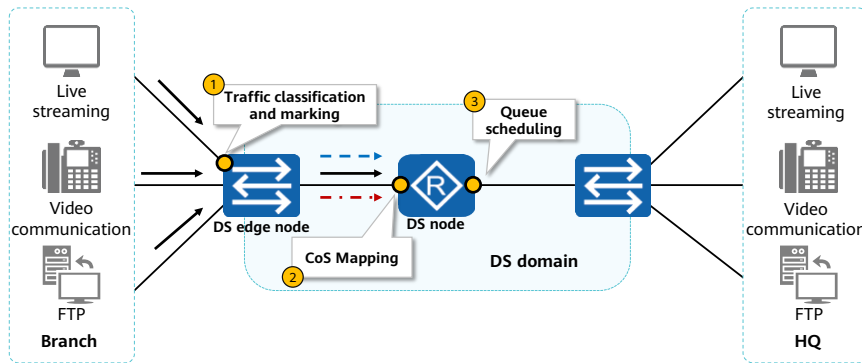 Live
streaming
Video
communication
FTP
Branch
1
Traffic classification
and marking
DS edge node
2
CoS Mapping
R
DS node
3
Queue
scheduling
DS domain
Live
streaming
Video
communication
FTP
HQ